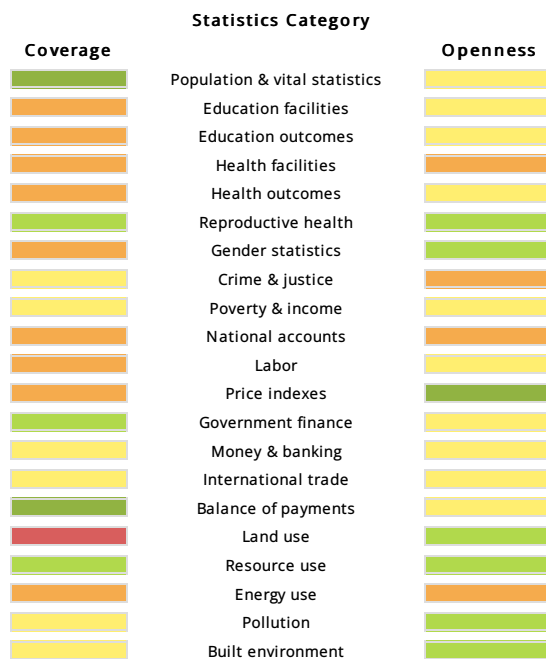 Statistics Category
Coverage Openness
Population & vital statistics
Education facilities
Education outcomes
Health facilities
Health outcomes
Reproductive health
Gender statistics
Crime & justice
Poverty & income
National accounts
Labor
Price indexes
Government finance
Money & banking
International trade
Balance of payments
Land use
Resource use
Energy use
Pollution
Built environment